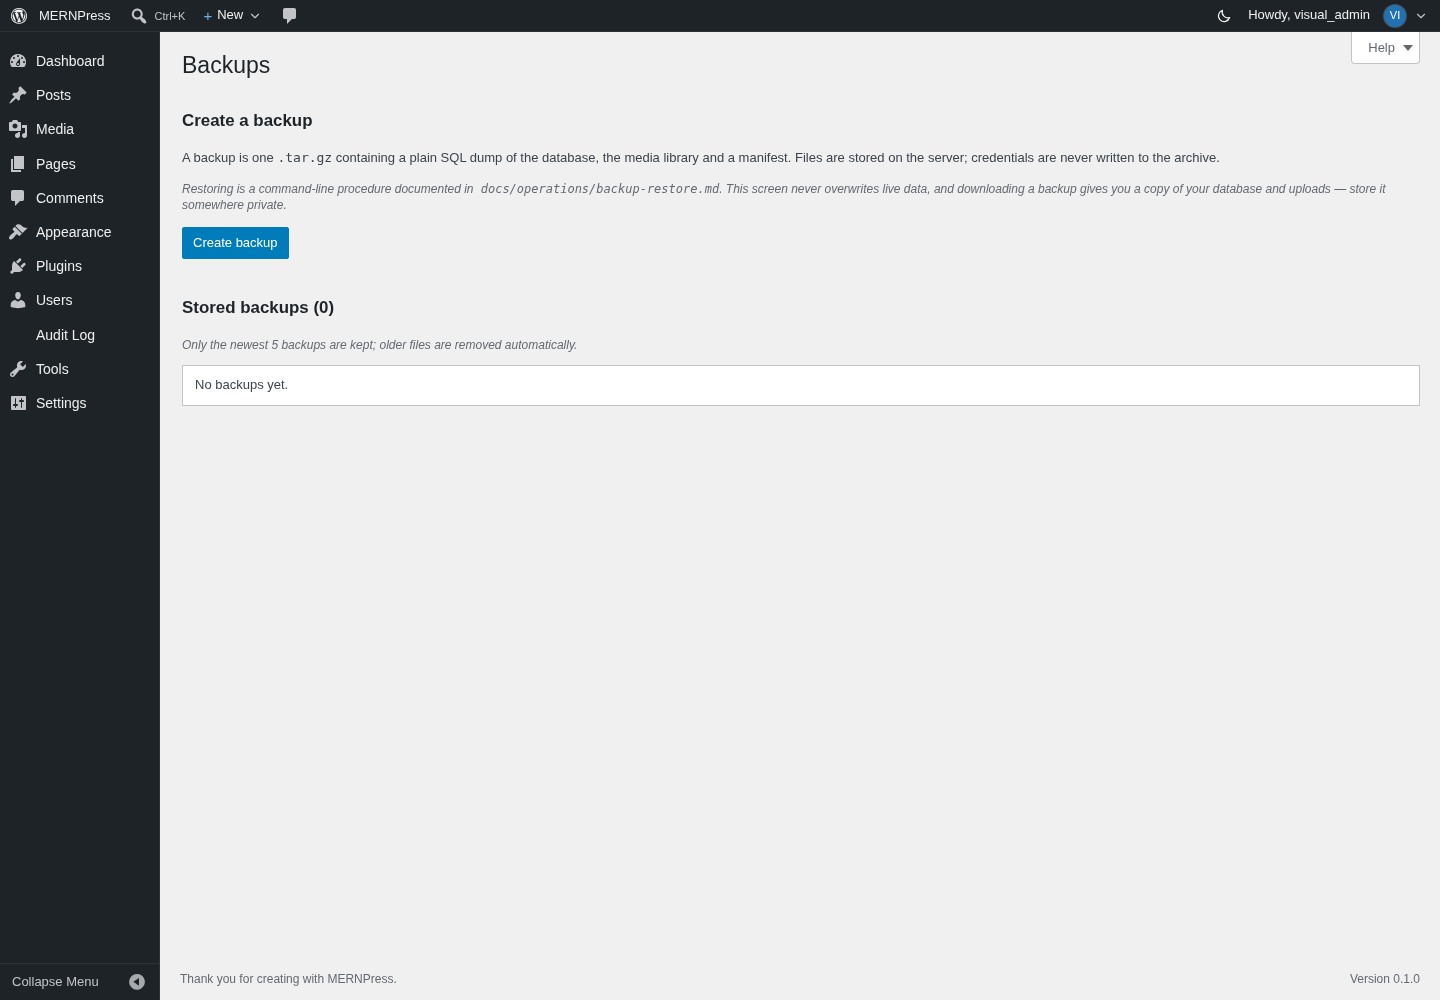 MERNPress Ctrl+K + New Howdy, visual_admin VI
Help
Dashboard
Posts
Media
Pages
Comments
Appearance
Plugins
Users
Audit Log
Tools
Settings
Collapse Menu
Backups
Create a backup
A backup is one .tar.gz containing a plain SQL dump of the database, the media library and a manifest. Files are stored on the server; credentials are never written to the archive.
Restoring is a command-line procedure documented in docs/operations/backup-restore.md. This screen never overwrites live data, and downloading a backup gives you a copy of your database and uploads — store it
somewhere private.
Create backup
Stored backups (0)
Only the newest 5 backups are kept; older files are removed automatically.
No backups yet.
Thank you for creating with MERNPress. Version 0.1.0